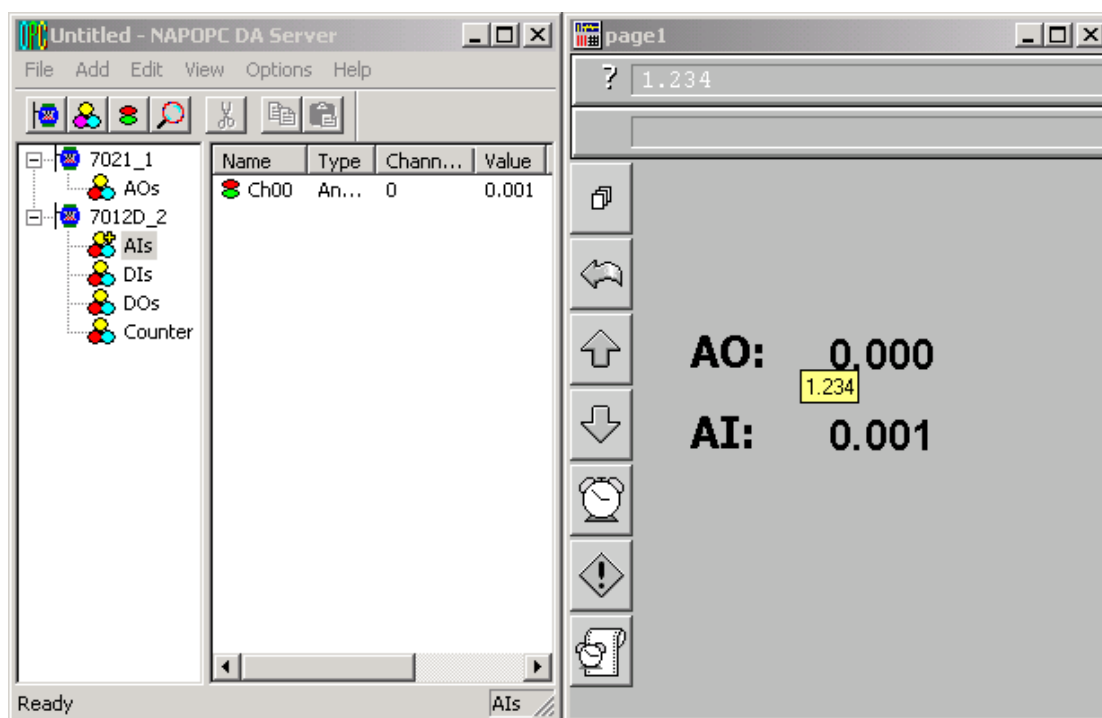 Untitled - NAPOPC DA Server
File Add Edit View Options Help
7021_1
AOs
7012D_2
AIs
DIs
DOs
Counter
Name Type Chann... Value
Ch00 An... 0 0.001
Ready AIs
page1
? 1.234
AO: 0.000
1.234
AI: 0.001